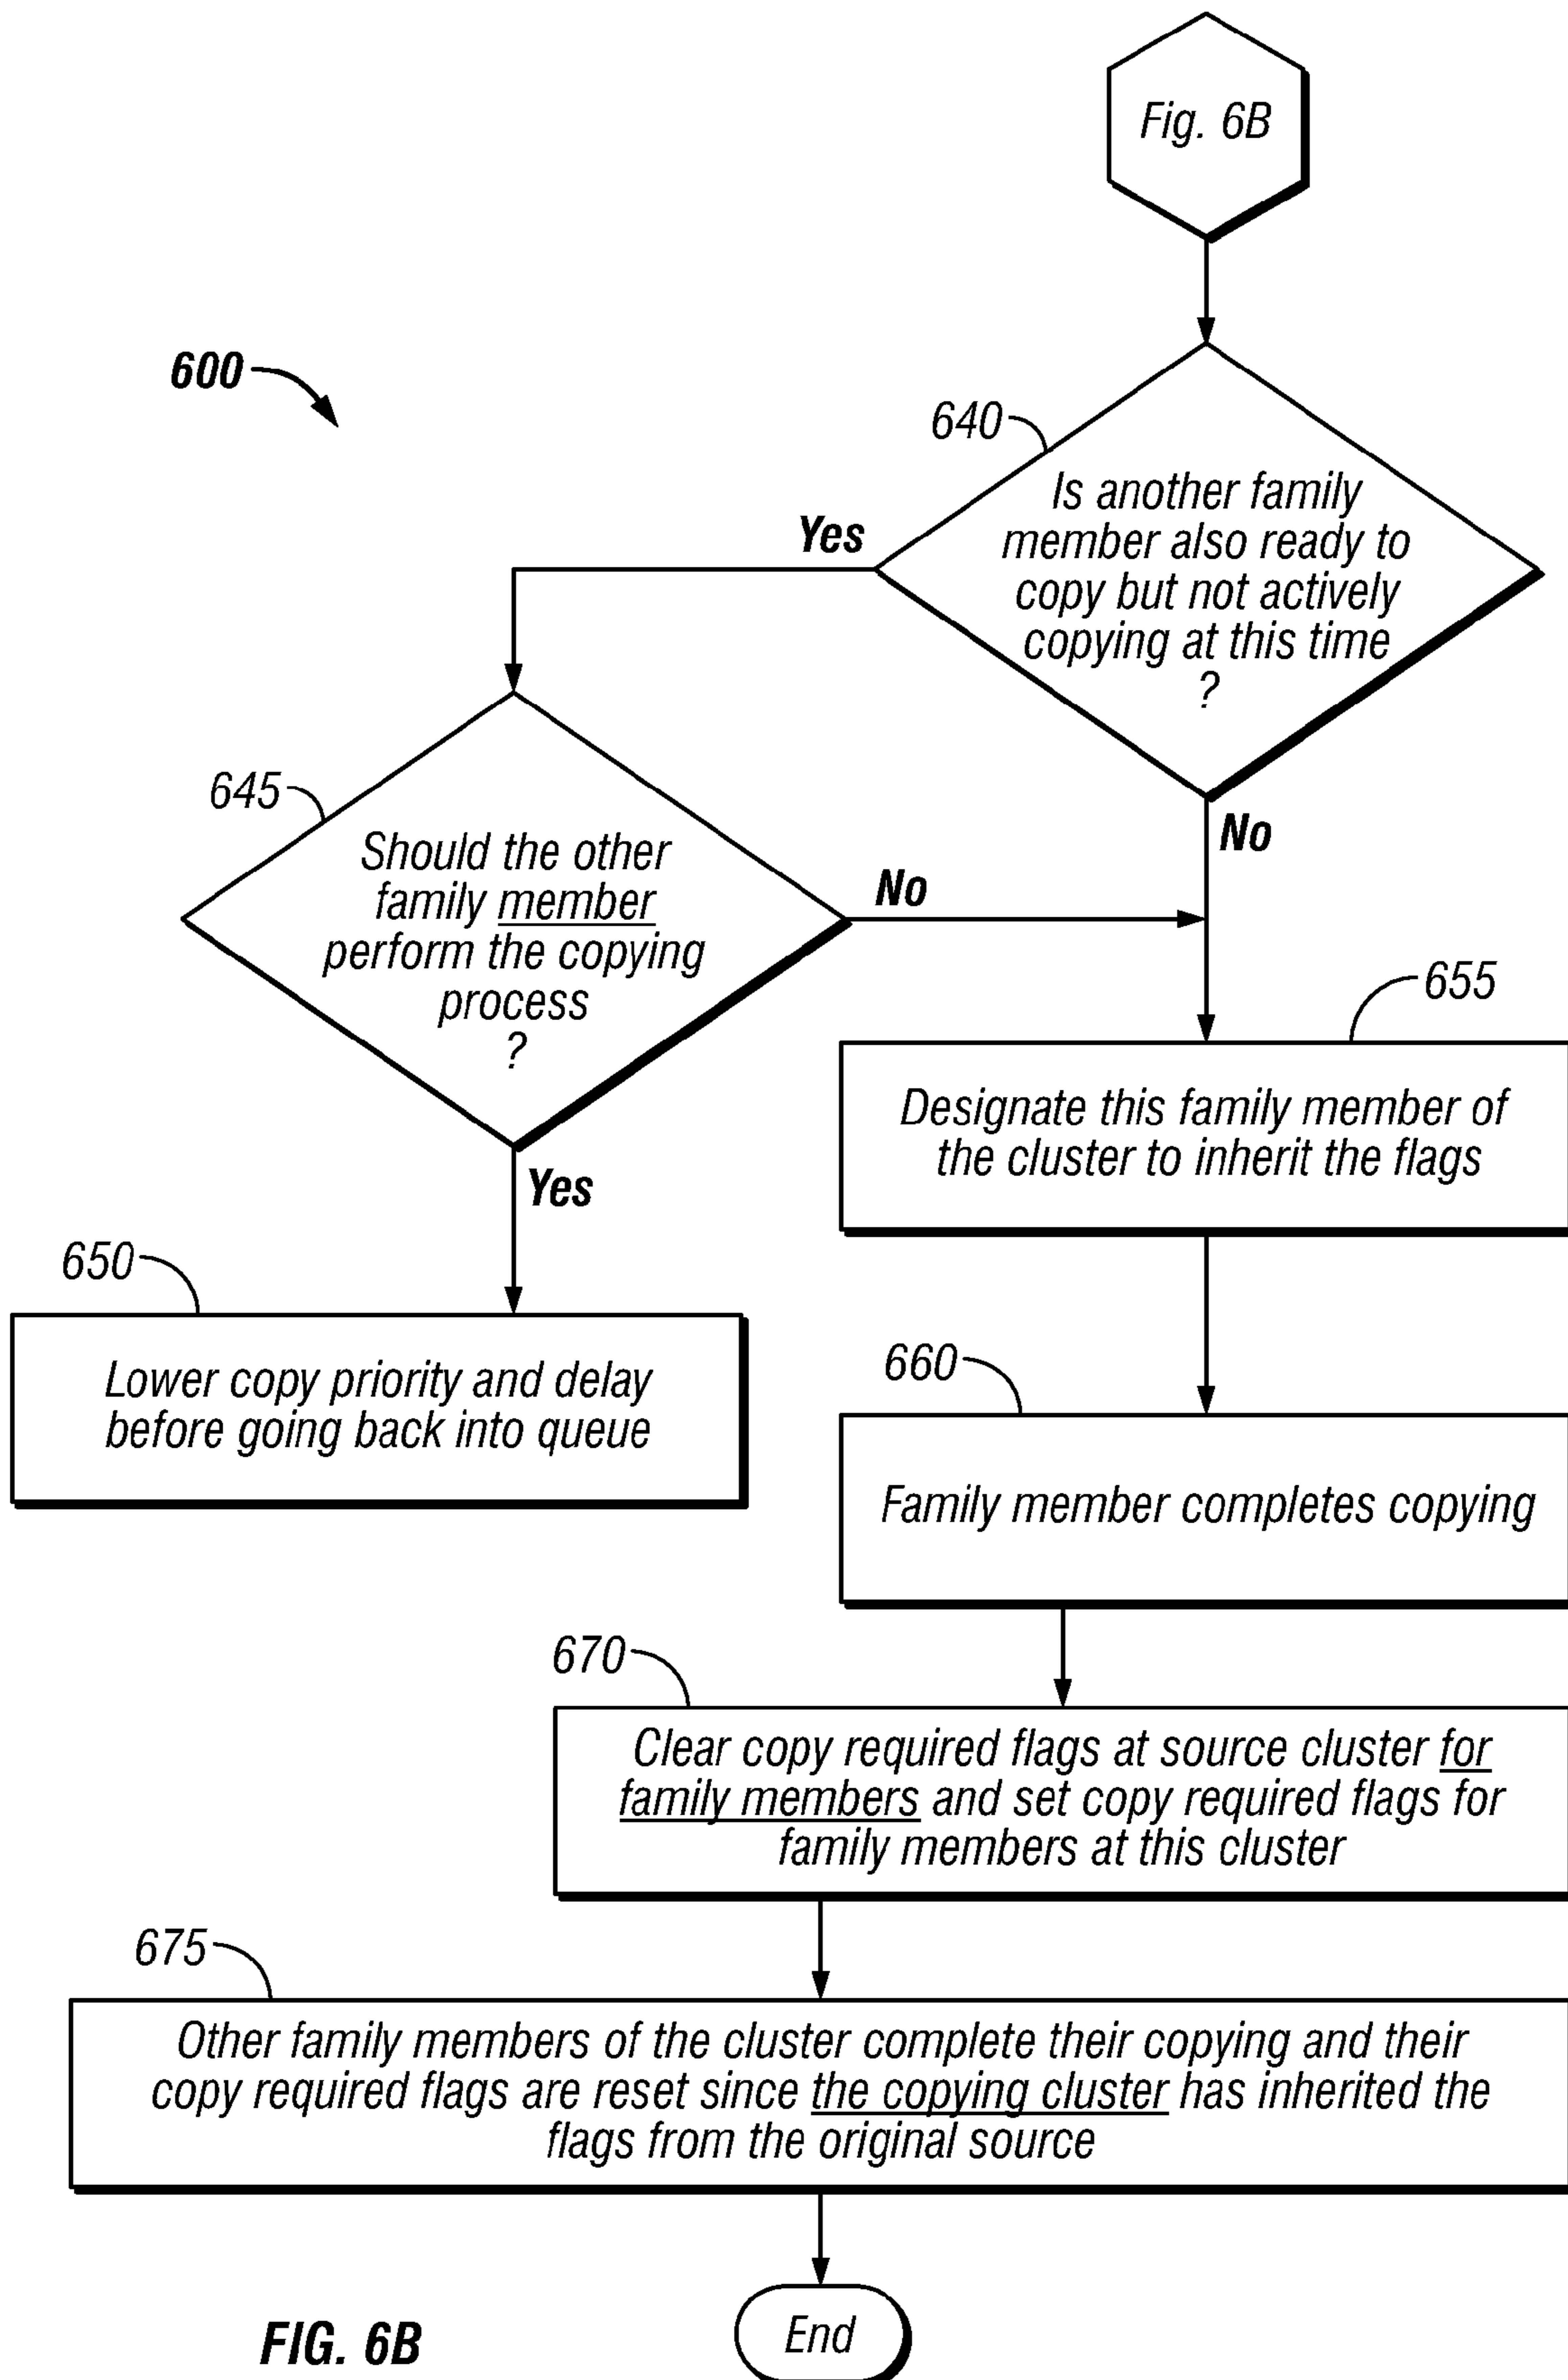 Fig. 6B
600
640
Is another family
member also ready to
copy but not actively
copying at this time
?
Yes
No
645
Should the other
family member
perform the copying
process
?
No
Yes
655
Designate this family member of
the cluster to inherit the flags
650
Lower copy priority and delay
before going back into queue
660
Family member completes copying
670
Clear copy required flags at source cluster for
family members and set copy required flags for
family members at this cluster
675
Other family members of the cluster complete their copying and their
copy required flags are reset since the copying cluster has inherited the
flags from the original source
End
FIG. 6B